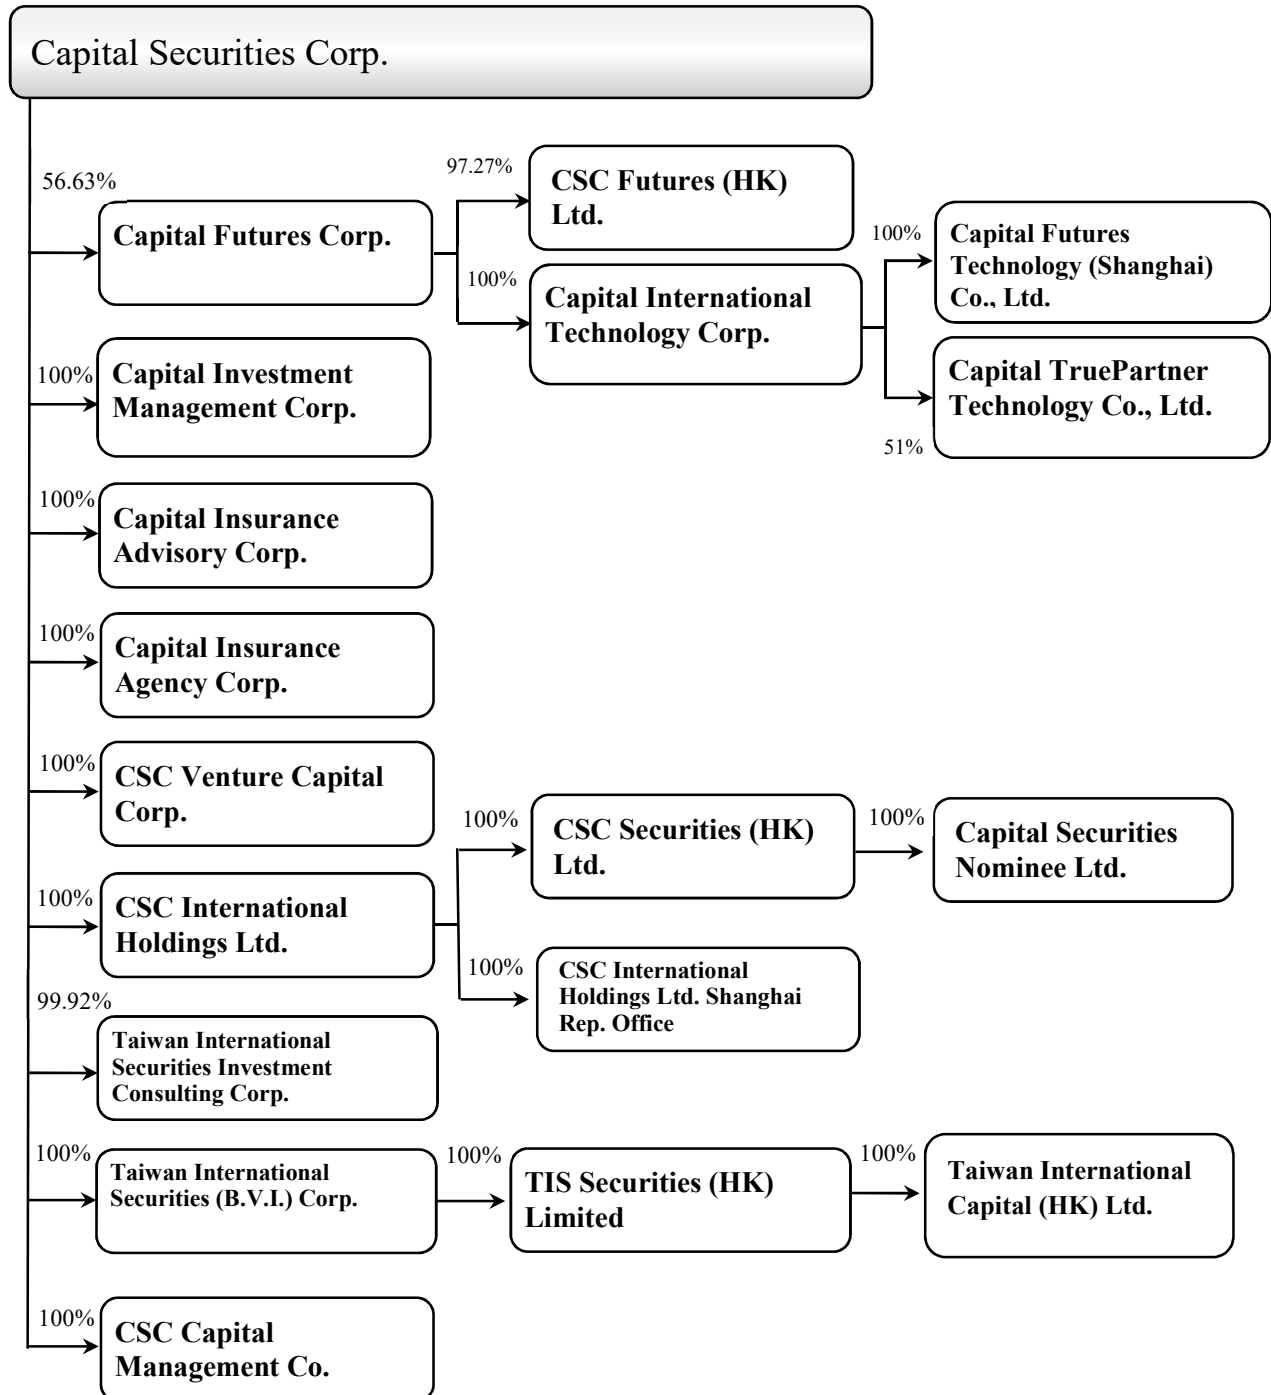 Capital Securities Corp.
56.63%
Capital Futures Corp.
97.27%
CSC Futures (HK)
Ltd.
100%
Capital International
Technology Corp.
100%
Capital Futures
Technology (Shanghai)
Co., Ltd.
Capital TruePartner
Technology Co., Ltd.
51%
100%
Capital Investment
Management Corp.
100%
Capital Insurance
Advisory Corp.
100%
Capital Insurance
Agency Corp.
100%
CSC Venture Capital
Corp.
100%
CSC International
Holdings Ltd.
100%
CSC Securities (HK)
Ltd.
100%
Capital Securities
Nominee Ltd.
100%
CSC International
Holdings Ltd. Shanghai
Rep. Office
99.92%
Taiwan International
Securities Investment
Consulting Corp.
100%
Taiwan International
Securities (B.V.I.) Corp.
100%
TIS Securities (HK)
Limited
100%
Taiwan International
Capital (HK) Ltd.
100%
CSC Capital
Management Co.